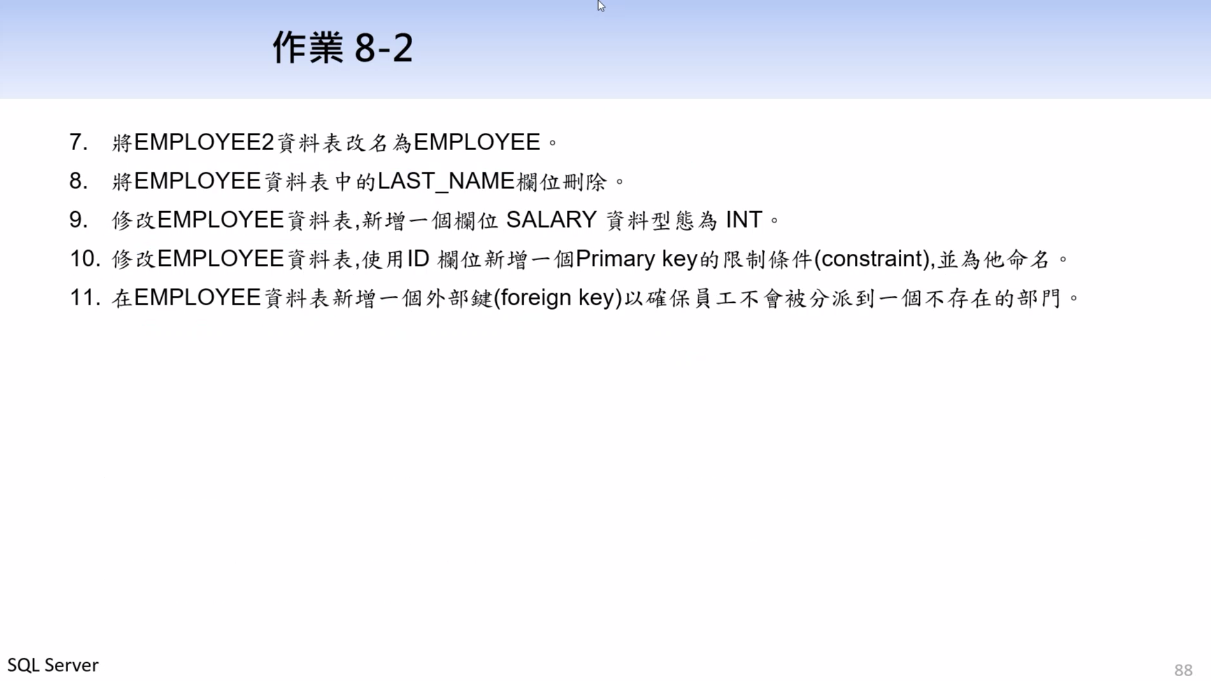 作業 8-2
7. 將EMPLOYEE2資料表改名為EMPLOYEE。
8. 將EMPLOYEE資料表中的LAST_NAME欄位刪除。
9. 修改EMPLOYEE資料表,新增一個欄位 SALARY 資料型態為 INT。
10. 修改EMPLOYEE資料表,使用ID 欄位新增一個Primary key的限制條件(constraint),並為他命名。
11. 在EMPLOYEE資料表新增一個外部鍵(foreign key)以確保員工不會被分派到一個不存在的部門。
SQL Server
88